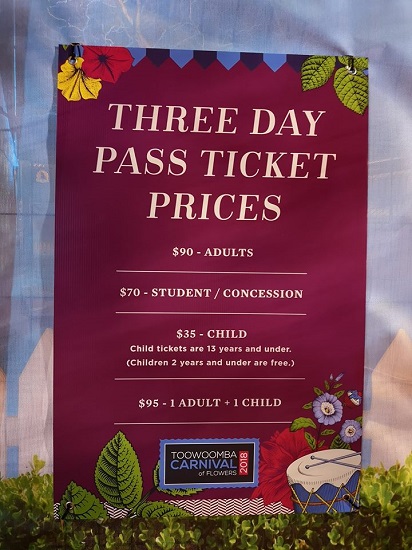 THREE DAY
PASS TICKET
PRICES
$90 - ADULTS
$70 - STUDENT / CONCESSION
$35 - CHILD
Child tickets are 13 years and under.
(Children 2 years and under are free.)
$95 - 1 ADULT + 1 CHILD
TOOWOOMBA
CARNIVAL
of FLOWERS
2018